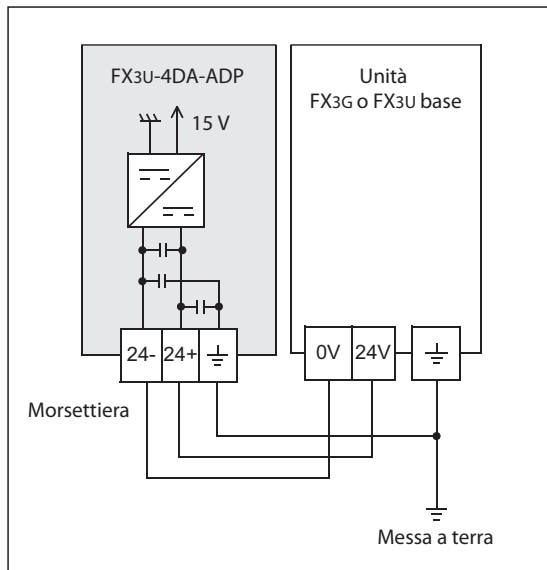 FX3U-4DA-ADP
15 V
Unità
FX3G o FX3U base
24-
24+
0V
24V
Morsettiera
Messa a terra